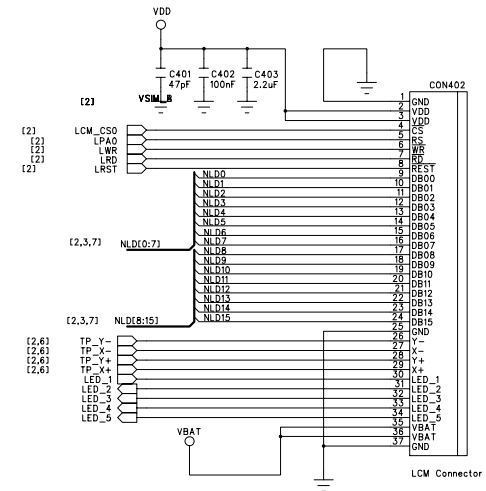 VDD
C401 C402 C403
47pF 100nF 2.2uF
[2] VSIM_B
CON402
1 GND
2 VDD
3 VDD
[2] LCM_CS0 4 CS
[2] LPA0 5 RS
[2] LWR 6 WR
[2] LRD 7 RD
[2] LRST 8 REST
NLD0 9 DB00
NLD1 10 DB01
NLD2 11 DB02
NLD3 12 DB03
NLD4 13 DB04
NLD5 14 DB05
NLD6 15 DB06
NLD7 16 DB07
[2,3,7] NLD[0:7]
NLD8 17 DB08
NLD9 18 DB09
NLD10 19 DB10
NLD11 20 DB11
NLD12 21 DB12
NLD13 22 DB13
NLD14 23 DB14
NLD15 24 DB15
[2,3,7] NLD[8:15]
25 GND
[2,6] TP_Y- 26 Y-
[2,6] TP_X- 27 X-
[2,6] TP_Y+ 28 Y+
[2,6] TP_X+ 29 X+
LED_1 30 LED_1
LED_2 31 LED_2
LED_3 32 LED_3
LED_4 33 LED_4
LED_5 34 LED_5
VBAT 35 VBAT
36 VBAT
37 GND
LCM Connector